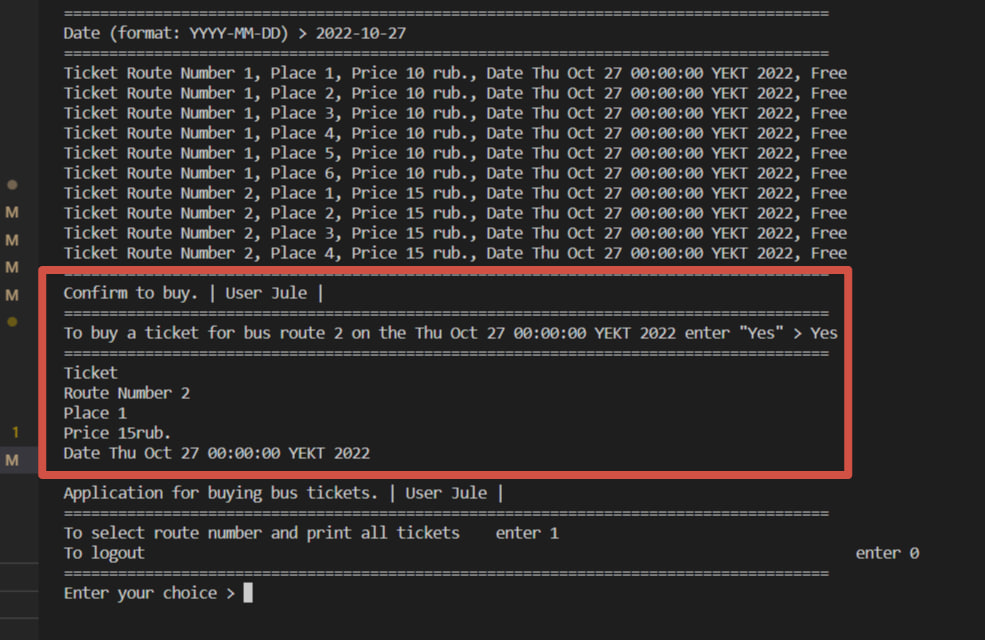 =====================================================================================
Date (format: YYYY-MM-DD) > 2022-10-27
=====================================================================================
Ticket Route Number 1, Place 1, Price 10 rub., Date Thu Oct 27 00:00:00 YEKT 2022, Free
Ticket Route Number 1, Place 2, Price 10 rub., Date Thu Oct 27 00:00:00 YEKT 2022, Free
Ticket Route Number 1, Place 3, Price 10 rub., Date Thu Oct 27 00:00:00 YEKT 2022, Free
Ticket Route Number 1, Place 4, Price 10 rub., Date Thu Oct 27 00:00:00 YEKT 2022, Free
Ticket Route Number 1, Place 5, Price 10 rub., Date Thu Oct 27 00:00:00 YEKT 2022, Free
Ticket Route Number 1, Place 6, Price 10 rub., Date Thu Oct 27 00:00:00 YEKT 2022, Free
Ticket Route Number 2, Place 1, Price 15 rub., Date Thu Oct 27 00:00:00 YEKT 2022, Free
M Ticket Route Number 2, Place 2, Price 15 rub., Date Thu Oct 27 00:00:00 YEKT 2022, Free
M Ticket Route Number 2, Place 3, Price 15 rub., Date Thu Oct 27 00:00:00 YEKT 2022, Free
Ticket Route Number 2, Place 4, Price 15 rub., Date Thu Oct 27 00:00:00 YEKT 2022, Free
M =====================================================================================
M Confirm to buy. | User Jule |
=====================================================================================
To buy a ticket for bus route 2 on the Thu Oct 27 00:00:00 YEKT 2022 enter "Yes" > Yes
=====================================================================================
Ticket
Route Number 2
Place 1
1 Price 15rub.
M Date Thu Oct 27 00:00:00 YEKT 2022
Application for buying bus tickets. | User Jule |
=====================================================================================
To select route number and print all tickets    enter 1
To logout                                                                               enter 0
=====================================================================================
Enter your choice >